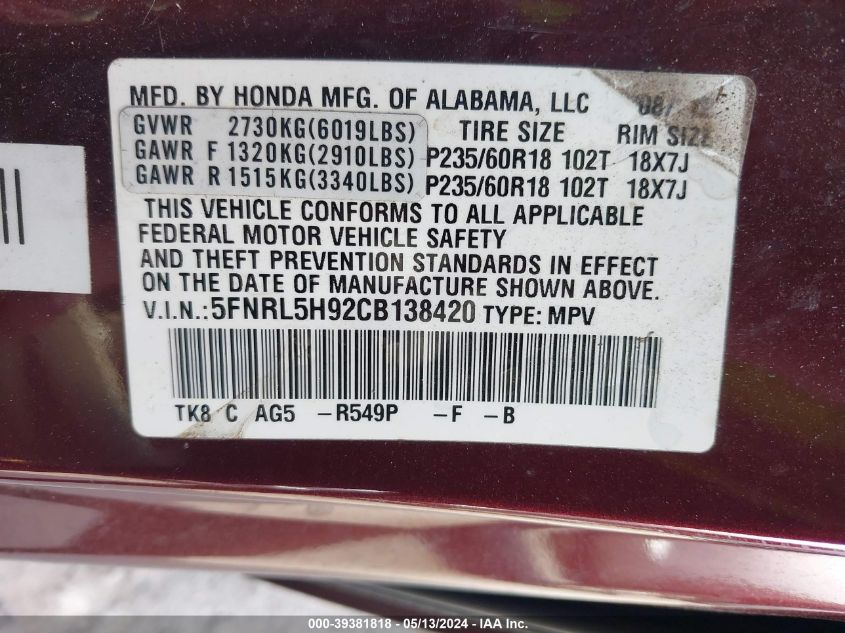 MFD. BY HONDA MFG. OF ALABAMA, LLC 08/
GVWR 2730KG(6019LBS) TIRE SIZE RIM SIZE
GAWR F 1320KG(2910LBS) P235/60R18 102T 18X7J
GAWR R 1515KG(3340LBS) P235/60R18 102T 18X7J
THIS VEHICLE CONFORMS TO ALL APPLICABLE
FEDERAL MOTOR VEHICLE SAFETY
AND THEFT PREVENTION STANDARDS IN EFFECT
ON THE DATE OF MANUFACTURE SHOWN ABOVE.
V.I.N.: 5FNRL5H92CB138420 TYPE: MPV
TK8 C AG5 -R549P -F -B
000-39381818 - 05/13/2024 - IAA Inc.